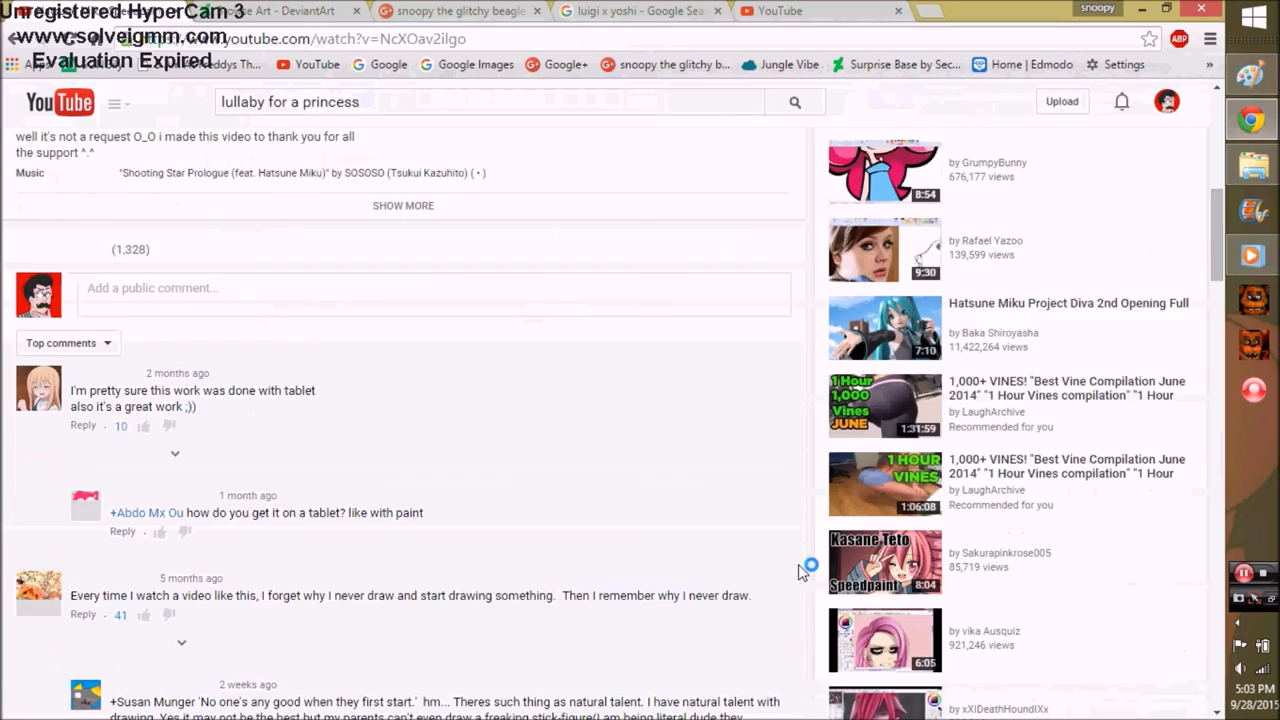 Unregistered HyperCam 3
www.solveigmm.com
Evaluation Expired
e Art - DeviantArt
snoopy the glitchy beagle
luigi x yoshi - Google Sea
YouTube
snoopy
youtube.com/watch?v=NcXOav2ilgo
ABP
YouTube
Google
Google Images
Google+
snoopy the glitchy b...
Jungle Vibe
Surprise Base by Sec...
Home | Edmodo
Settings
»
YouTube
lullaby for a princess
Upload
well it's not a request O_O i made this video to thank you for all
the support ^.^
Music
"Shooting Star Prologue (feat. Hatsune Miku)" by SOSOSO (Tsukui Kazuhito) ( • )
SHOW MORE
(1,328)
Add a public comment...
Top comments
2 months ago
I'm pretty sure this work was done with tablet
also it's a great work ;))
Reply · 10
1 month ago
+Abdo Mx Ou how do you get it on a tablet? like with paint
Reply ·
5 months ago
Every time I watch a video like this, I forget why I never draw and start drawing something. Then I remember why I never draw.
Reply · 41
2 weeks ago
+Susan Munger 'No one's any good when they first start.' hm... Theres such thing as natural talent. I have natural talent with
drawing. Yes it may not be the best but my parents can't even draw a freaking stick-figure(I am being literal dude they
by GrumpyBunny
676,177 views
8:54
by Rafael Yazoo
139,599 views
9:30
Hatsune Miku Project Diva 2nd Opening Full
by Baka Shiroyasha
11,422,264 views
7:10
1 Hour
1,000
Vines
JUNE
1:31:59
1,000+ VINES! "Best Vine Compilation June
2014" "1 Hour Vines compilation" "1 Hour
by LaughArchive
Recommended for you
1 HOUR
VINES
1:06:08
1,000+ VINES! "Best Vine Compilation June
2014" "1 Hour Vines compilation" "1 Hour
by LaughArchive
Recommended for you
Kasane Teto
Speedpaint
8:04
by Sakurapinkrose005
85,719 views
6:05
by vika Ausquiz
921,246 views
by xXIDeathHoundIXx
5:03 PM
9/28/2015